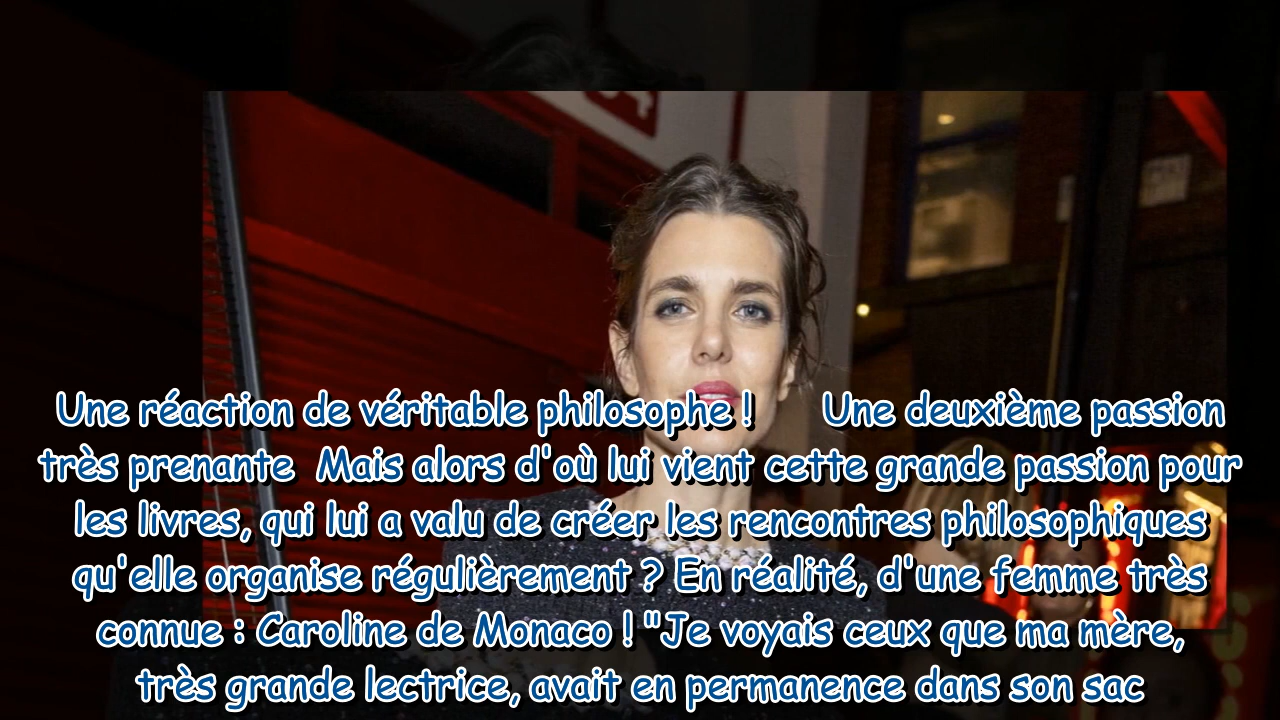 Une réaction de véritable philosophe ! Une deuxième passion
très prenante Mais alors d'où lui vient cette grande passion pour
les livres, qui lui a valu de créer les rencontres philosophiques
qu'elle organise régulièrement ? En réalité, d'une femme très
connue : Caroline de Monaco ! "Je voyais ceux que ma mère,
très grande lectrice, avait en permanence dans son sac